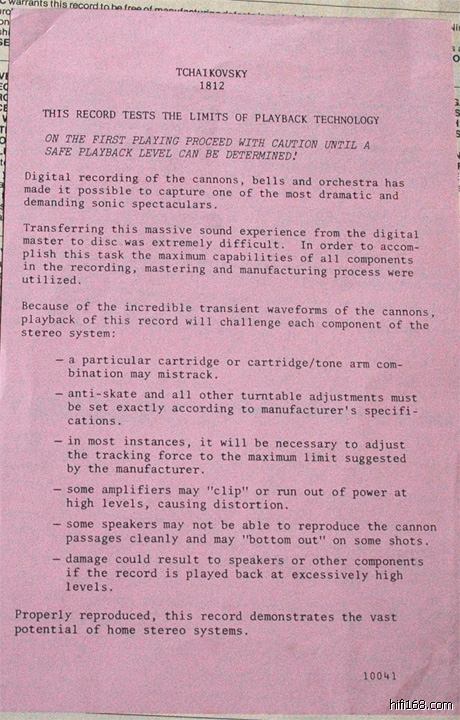 warrants this record to be free of manufacturing
TCHAIKOVSKY
1812
THIS RECORD TESTS THE LIMITS OF PLAYBACK TECHNOLOGY
ON THE FIRST PLAYING PROCEED WITH CAUTION UNTIL A
SAFE PLAYBACK LEVEL CAN BE DETERMINED!
Digital recording of the cannons, bells and orchestra has
made it possible to capture one of the most dramatic and
demanding sonic spectaculars.
Transferring this massive sound experience from the digital
master to disc was extremely difficult. In order to accom-
plish this task the maximum capabilities of all components
in the recording, mastering and manufacturing process were
utilized.
Because of the incredible transient waveforms of the cannons,
playback of this record will challenge each component of the
stereo system:
— a particular cartridge or cartridge/tone arm com-
bination may mistrack.
— anti-skate and all other turntable adjustments must
be set exactly according to manufacturer's specifi-
cations.
— in most instances, it will be necessary to adjust
the tracking force to the maximum limit suggested
by the manufacturer.
— some amplifiers may "clip" or run out of power at
high levels, causing distortion.
— some speakers may not be able to reproduce the cannon
passages cleanly and may "bottom out" on some shots.
— damage could result to speakers or other components
if the record is played back at excessively high
levels.
Properly reproduced, this record demonstrates the vast
potential of home stereo systems.
10041
hifi168.com